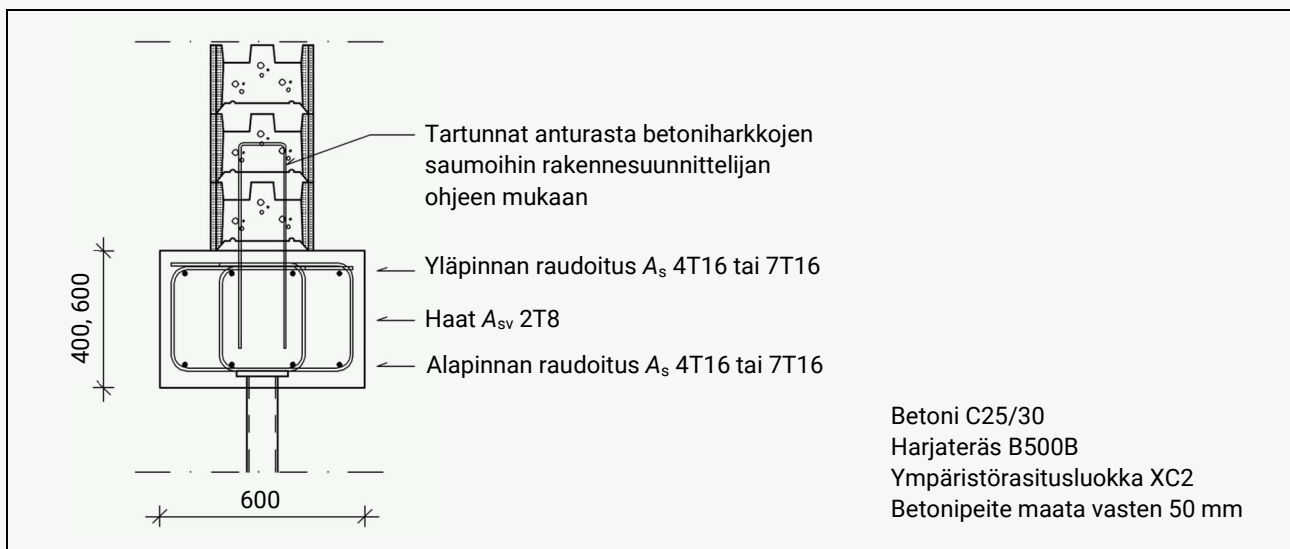 Tartunnat anturasta betoniharkkojen
saumoihin rakennesuunnittelijan
ohjeen mukaan
Yläpinnan raudoitus As 4T16 tai 7T16
400, 600
Haat Asv 2T8
Alapinnan raudoitus As 4T16 tai 7T16
600
Betoni C25/30
Harjateräs B500B
Ympäristörasitusluokka XC2
Betonipeite maata vasten 50 mm